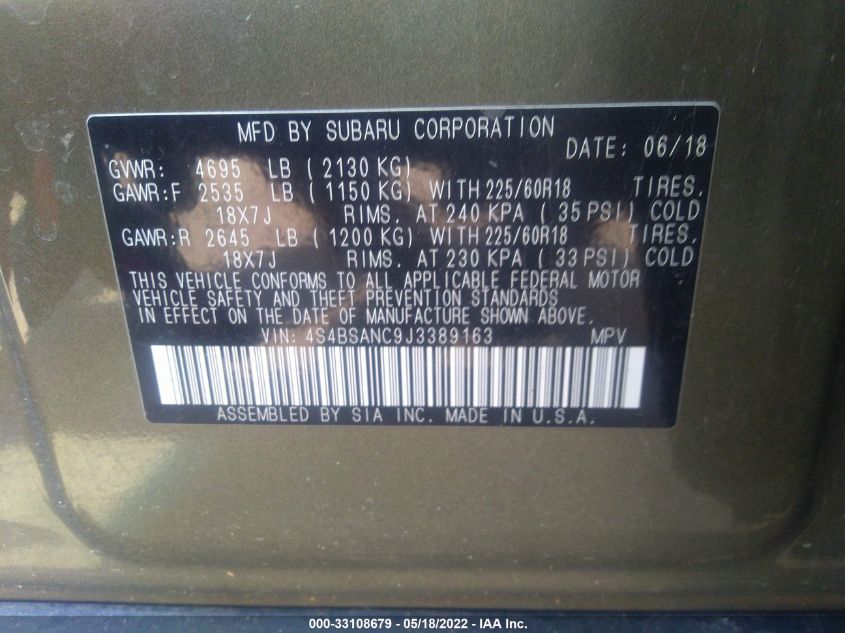 MFD BY SUBARU CORPORATION
DATE: 06/18
GVWR: 4695 LB ( 2130 KG)
GAWR:F 2535 LB ( 1150 KG) WITH 225/60R18 TIRES.
18X7J RIMS. AT 240 KPA ( 35 PSI) COLD
GAWR:R 2645 LB ( 1200 KG) WITH 225/60R18 TIRES.
18X7J RIMS. AT 230 KPA ( 33 PSI) COLD
THIS VEHICLE CONFORMS TO ALL APPLICABLE FEDERAL MOTOR
VEHICLE SAFETY AND THEFT PREVENTION STANDARDS
IN EFFECT ON THE DATE OF MANUFACTURE SHOWN ABOVE.
VIN: 4S4BSANC9J3389163 MPV
ASSEMBLED BY SIA INC. MADE IN U.S.A.
000-33108679 - 05/18/2022 - IAA Inc.